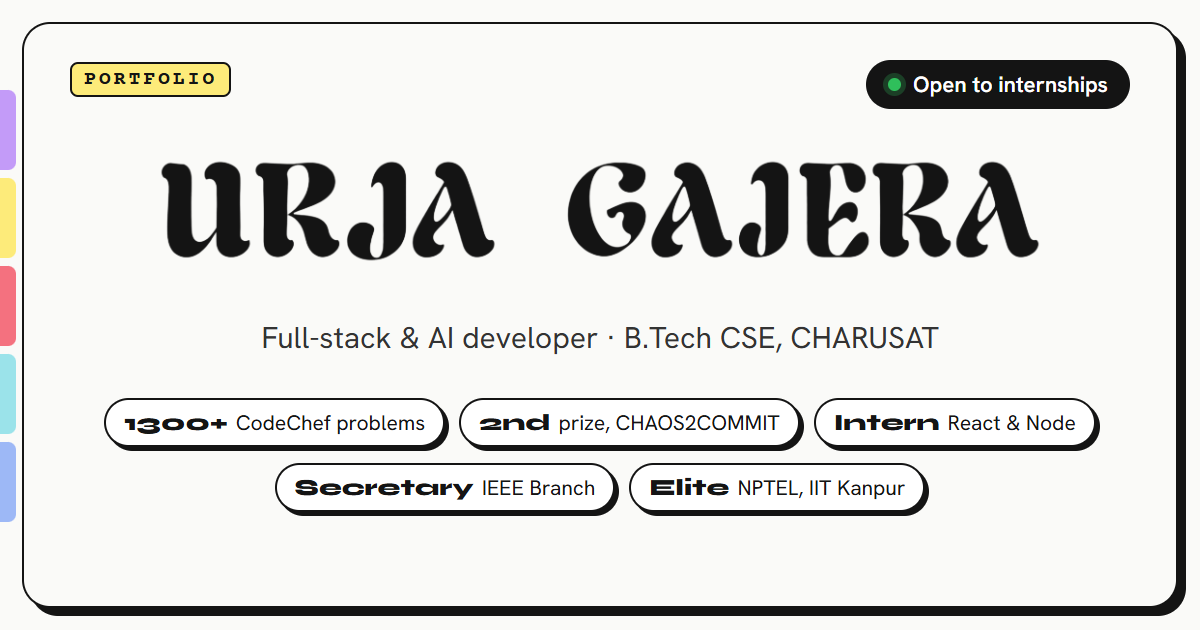 PORTFOLIO
Open to internships
URJA GAJERA
Full-stack & AI developer · B.Tech CSE, CHARUSAT
1300+ CodeChef problems
2nd prize, CHAOS2COMMIT
Intern React & Node
Secretary IEEE Branch
Elite NPTEL, IIT Kanpur